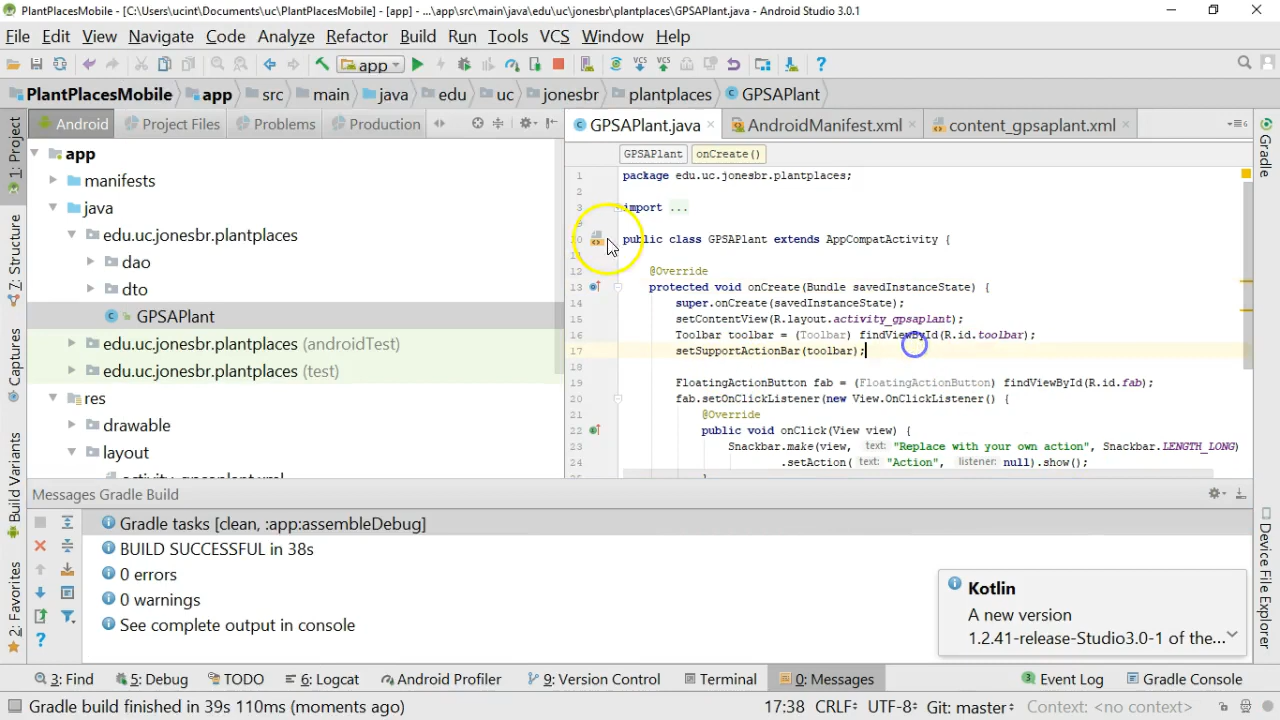 PlantPlacesMobile - [C:\Users\ucint\Documents\uc\PlantPlacesMobile] - [app] - ...\app\src\main\java\edu\uc\jonesbr\plantplaces\GPSAPlant.java - Android Studio 3.0.1
File Edit View Navigate Code Analyze Refactor Build Run Tools VCS Window Help
app
PlantPlacesMobile app src main java edu uc jonesbr plantplaces GPSAPlant
Android Project Files Problems Production
GPSAPlant.java AndroidManifest.xml content_gpsaplant.xml
1: Project
7: Structure
Captures
Build Variants
2: Favorites
app
manifests
java
edu.uc.jonesbr.plantplaces
dao
dto
GPSAPlant
edu.uc.jonesbr.plantplaces (androidTest)
edu.uc.jonesbr.plantplaces (test)
res
drawable
layout
GPSAPlant onCreate()
1 package edu.uc.jonesbr.plantplaces;
2
3 import ...
public class GPSAPlant extends AppCompatActivity {
12 @Override
13 protected void onCreate(Bundle savedInstanceState) {
14 super.onCreate(savedInstanceState);
15 setContentView(R.layout.activity_gpsaplant);
16 Toolbar toolbar = (Toolbar) findViewById(R.id.toolbar);
17 setSupportActionBar(toolbar);
18
19 FloatingActionButton fab = (FloatingActionButton) findViewById(R.id.fab);
20 fab.setOnClickListener(new View.OnClickListener() {
21 @Override
22 public void onClick(View view) {
23 Snackbar.make(view, text: "Replace with your own action", Snackbar.LENGTH_LONG)
24 .setAction( text: "Action", listener: null).show();
Gradle
Device File Explorer
Messages Gradle Build
Gradle tasks [clean, :app:assembleDebug]
BUILD SUCCESSFUL in 38s
0 errors
0 warnings
See complete output in console
Kotlin
A new version
1.2.41-release-Studio3.0-1 of the...
3: Find 5: Debug TODO 6: Logcat Android Profiler 9: Version Control Terminal 0: Messages 3 Event Log Gradle Console
Gradle build finished in 39s 110ms (moments ago) 17:38 CRLF÷ UTF-8÷ Git: master÷ Context: <no context>